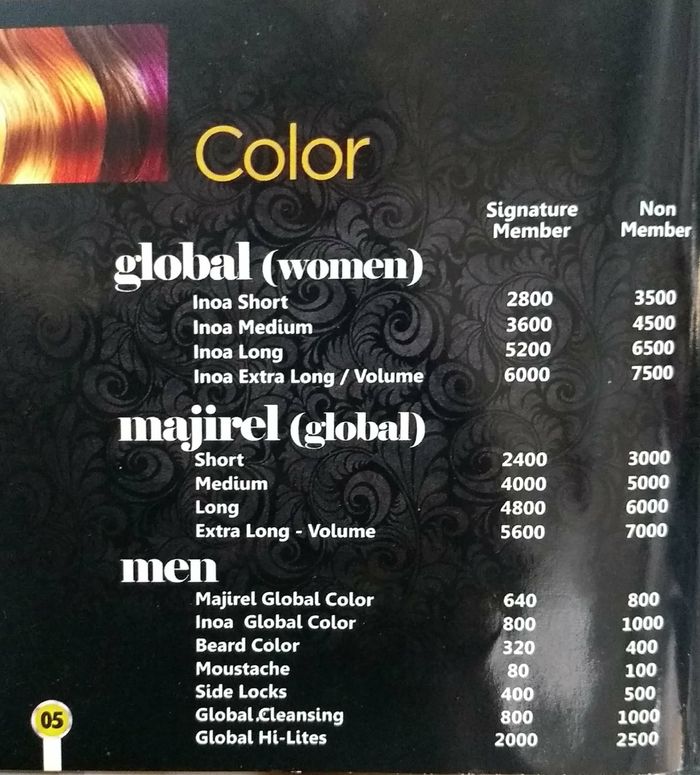 Color
Signature Member Non Member
global (women)
Inoa Short 2800 3500
Inoa Medium 3600 4500
Inoa Long 5200 6500
Inoa Extra Long / Volume 6000 7500
majirel (global)
Short 2400 3000
Medium 4000 5000
Long 4800 6000
Extra Long - Volume 5600 7000
men
Majirel Global Color 640 800
Inoa Global Color 800 1000
Beard Color 320 400
Moustache 80 100
Side Locks 400 500
Global.Cleansing 800 1000
Global Hi-Lites 2000 2500
05